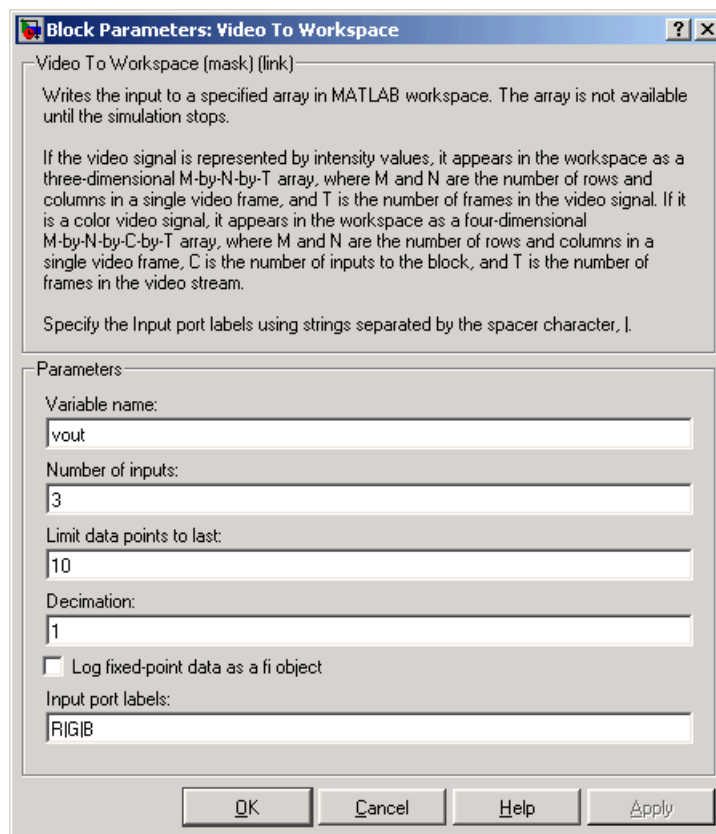 Block Parameters: Video To Workspace
Video To Workspace (mask) (link)
Writes the input to a specified array in MATLAB workspace. The array is not available
until the simulation stops.
If the video signal is represented by intensity values, it appears in the workspace as a
three-dimensional M-by-N-by-T array, where M and N are the number of rows and
columns in a single video frame, and T is the number of frames in the video signal. If it
is a color video signal, it appears in the workspace as a four-dimensional
M-by-N-by-C-by-T array, where M and N are the number of rows and columns in a
single video frame, C is the number of inputs to the block, and T is the number of
frames in the video stream.
Specify the Input port labels using strings separated by the spacer character, |.
Parameters
Variable name:
vout
Number of inputs:
3
Limit data points to last:
10
Decimation:
1
Log fixed-point data as a fi object
Input port labels:
R|G|B
OK Cancel Help Apply